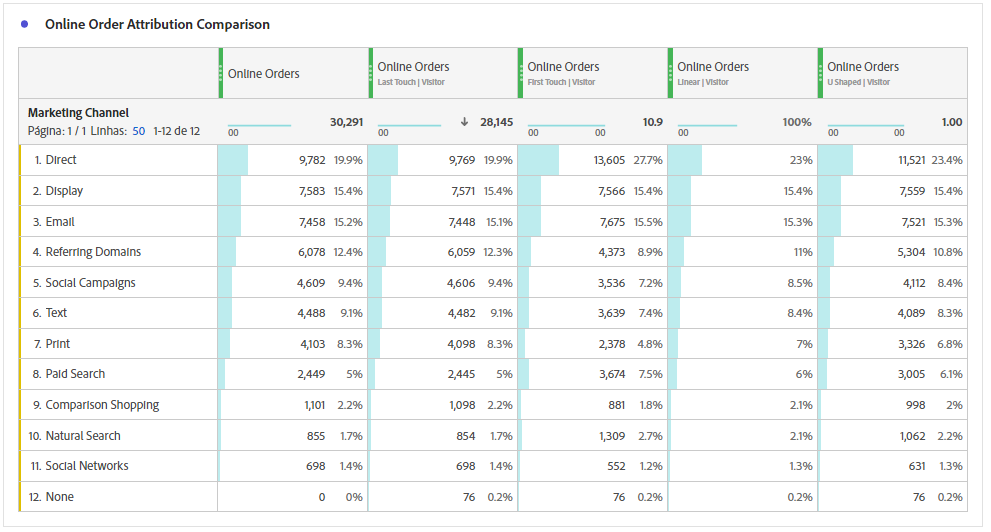 Online Order Attribution Comparison
Online Orders
Online Orders
Last Touch | Visitor
Online Orders
First Touch | Visitor
Online Orders
Linear | Visitor
Online Orders
U Shaped | Visitor
Marketing Channel
Página: 1 / 1 Linhas: 50 1-12 de 12
00 30,291
00 ↓ 28,145
00 00 10.9
00 100%
00 00 1.00
1. Direct 9,782 19.9% 9,769 19.9% 13,605 27.7% 23% 11,521 23.4%
2. Display 7,583 15.4% 7,571 15.4% 7,566 15.4% 15.4% 7,559 15.4%
3. Email 7,458 15.2% 7,448 15.1% 7,675 15.5% 15.3% 7,521 15.3%
4. Referring Domains 6,078 12.4% 6,059 12.3% 4,373 8.9% 11% 5,304 10.8%
5. Social Campaigns 4,609 9.4% 4,606 9.4% 3,536 7.2% 8.5% 4,112 8.4%
6. Text 4,488 9.1% 4,482 9.1% 3,639 7.4% 8.4% 4,089 8.3%
7. Print 4,103 8.3% 4,098 8.3% 2,378 4.8% 7% 3,326 6.8%
8. Paid Search 2,449 5% 2,445 5% 3,674 7.5% 6% 3,005 6.1%
9. Comparison Shopping 1,101 2.2% 1,098 2.2% 881 1.8% 2.1% 998 2%
10. Natural Search 855 1.7% 854 1.7% 1,309 2.7% 2.1% 1,062 2.2%
11. Social Networks 698 1.4% 698 1.4% 552 1.2% 1.3% 631 1.3%
12. None 0 0% 76 0.2% 76 0.2% 0.2% 76 0.2%